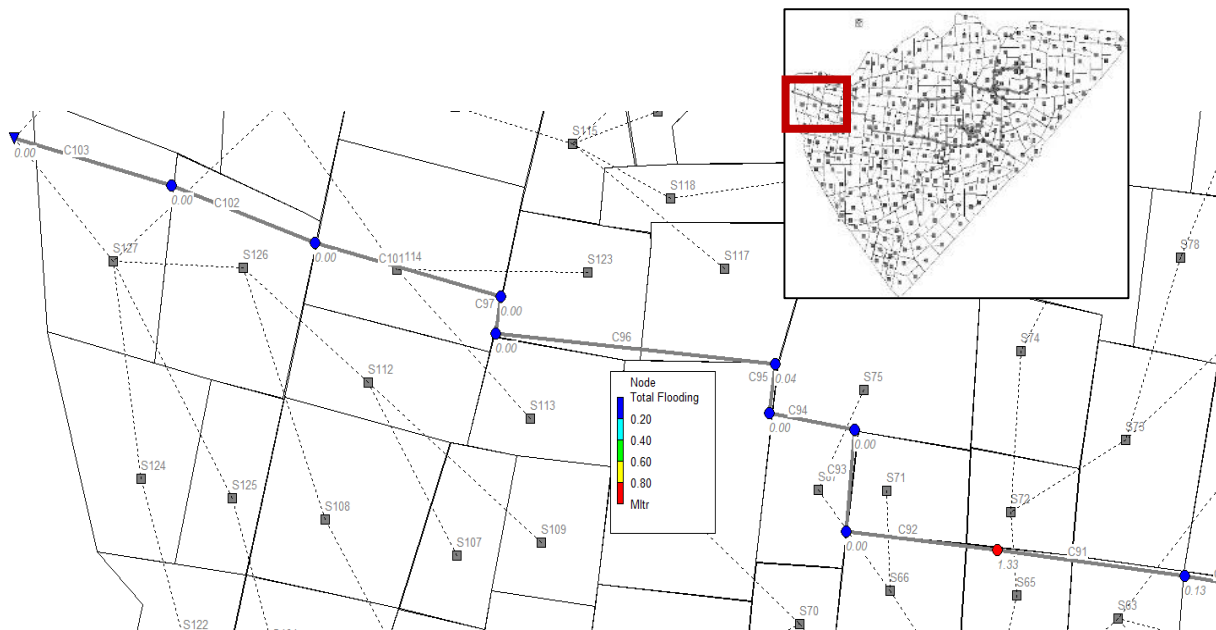 S115
S118
C103
0.00
C102
0.00
S127
S126
0.00
C101
114
S123
S117
S78
C97
0.00
0.00
C96
S74
C95
0.04
S75
C94
0.00
0.00
S112
S113
Node
Total Flooding
0.20
0.40
0.60
0.80
Mltr
S73
S124
S125
S108
C93
S71
S72
S109
S107
C92
0.00
1.33
C91
0.13
S66
S65
S63
S70
S122